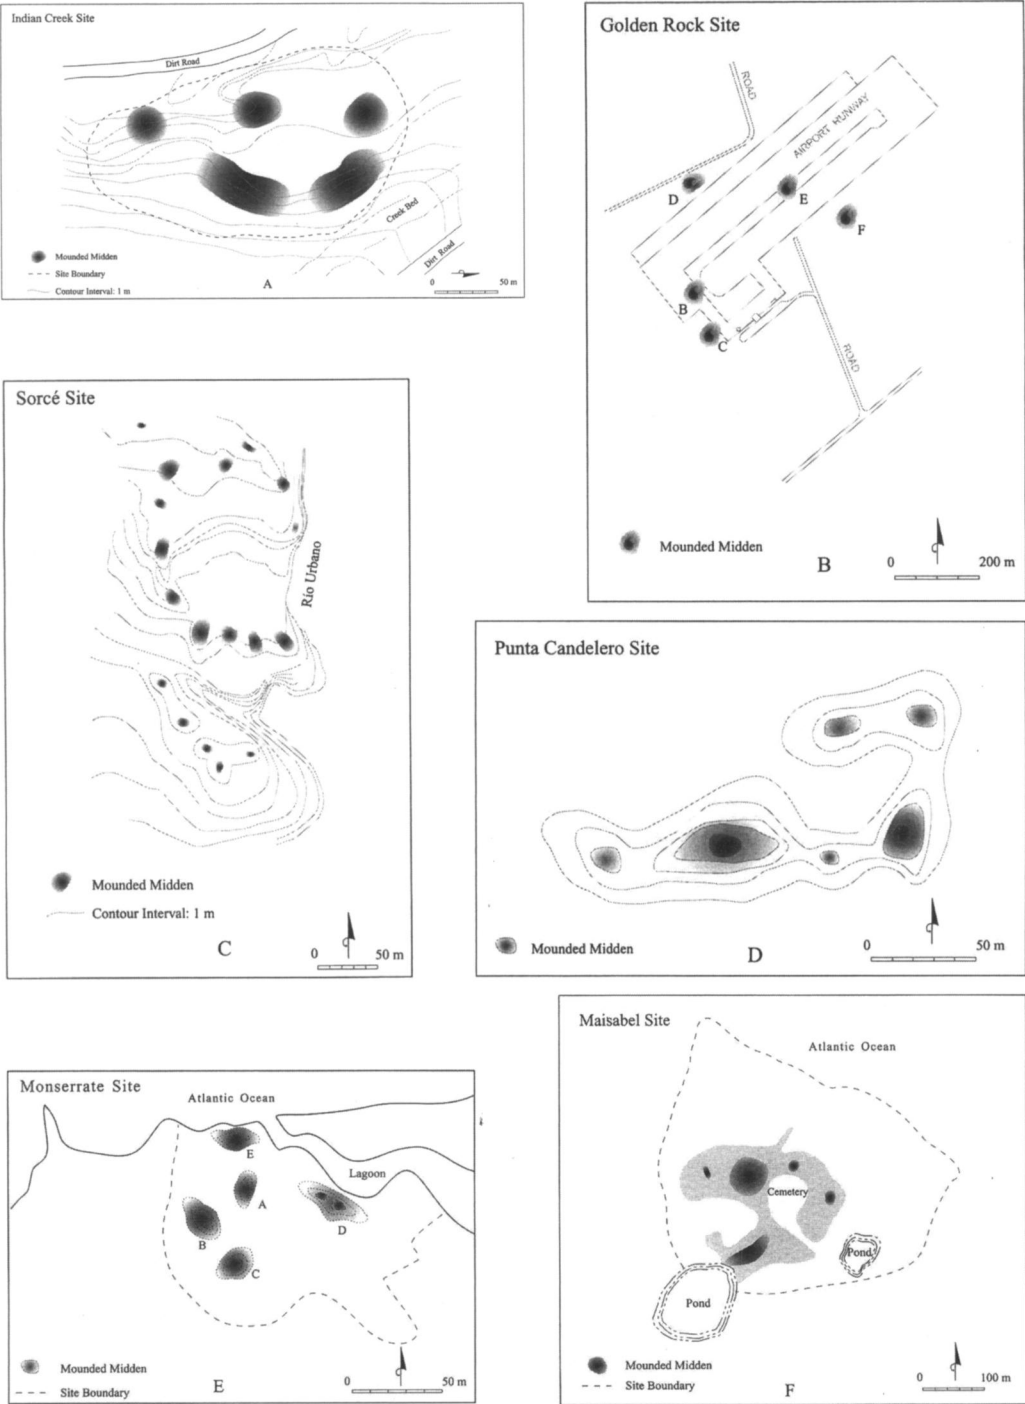 Indian Creek Site
Dirt Road
Creek Bed
Dirt Road
Mounded Midden
Site Boundary
Contour Interval: 1 m
A
50 m
0
Golden Rock Site
ROAD
AIRPORT RUNWAY
D
E
F
B
C
ROAD
Mounded Midden
B
0
200 m
Sorcé Site
Río Urbano
Mounded Midden
Contour Interval: 1 m
C
0
50 m
Punta Candelero Site
Mounded Midden
D
0
50 m
Monserrate Site
Atlantic Ocean
E
Lagoon
A
D
B
C
Mounded Midden
Site Boundary
E
0
50 m
Maisabel Site
Atlantic Ocean
Cemetery
Pond
Pond
Mounded Midden
Site Boundary
F
0
100 m